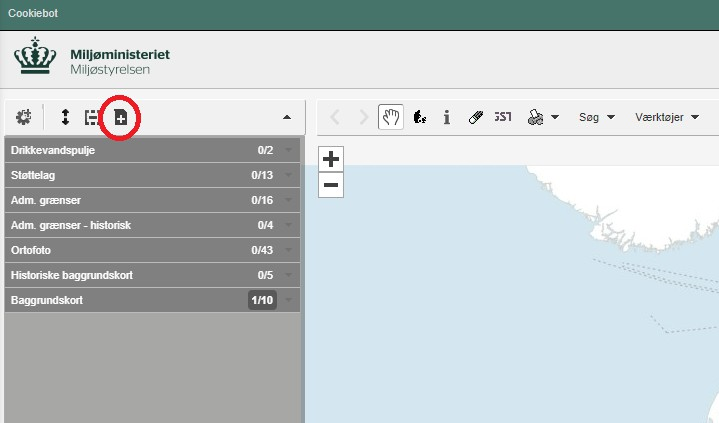 Cookiebot
Miljøministeriet
Miljøstyrelsen
GST Søg Værktøjer
Drikkevandspulje 0/2
Støttelag 0/13
Adm. grænser 0/16
Adm. grænser - historisk 0/4
Ortofoto 0/43
Historiske baggrundskort 0/5
Baggrundskort 1/10